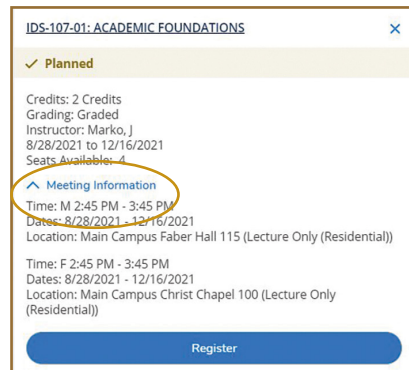 IDS-107-01: ACADEMIC FOUNDATIONS
Planned
Credits: 2 Credits
Grading: Graded
Instructor: Marko, J
8/28/2021 to 12/16/2021
Seats Available: 4
Meeting Information
Time: M 2:45 PM - 3:45 PM
Dates: 8/28/2021 - 12/16/2021
Location: Main Campus Faber Hall 115 (Lecture Only (Residential))
Time: F 2:45 PM - 3:45 PM
Dates: 8/28/2021 - 12/16/2021
Location: Main Campus Christ Chapel 100 (Lecture Only
(Residential))
Register